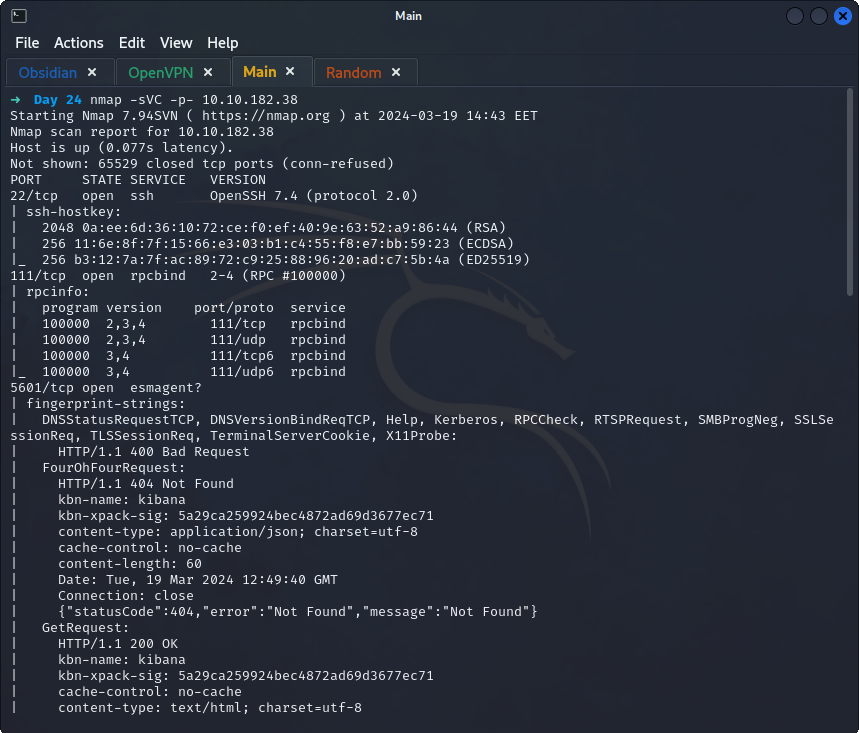 Main
File Actions Edit View Help
Obsidian × OpenVPN × Main × Random ×
→ Day 24 nmap -sVC -p- 10.10.182.38
Starting Nmap 7.94SVN ( https://nmap.org ) at 2024-03-19 14:43 EET
Nmap scan report for 10.10.182.38
Host is up (0.077s latency).
Not shown: 65529 closed tcp ports (conn-refused)
PORT     STATE SERVICE   VERSION
22/tcp   open  ssh       OpenSSH 7.4 (protocol 2.0)
| ssh-hostkey:
|   2048 0a:ee:6d:36:10:72:ce:f0:ef:40:9e:63:52:a9:86:44 (RSA)
|   256 11:6e:8f:7f:15:66:e3:03:b1:c4:55:f8:e7:bb:59:23 (ECDSA)
|_  256 b3:12:7a:7f:ac:89:72:c9:25:88:96:20:ad:c7:5b:4a (ED25519)
111/tcp  open  rpcbind   2-4 (RPC #100000)
| rpcinfo:
|   program version    port/proto  service
|   100000  2,3,4        111/tcp   rpcbind
|   100000  2,3,4        111/udp   rpcbind
|   100000  3,4          111/tcp6  rpcbind
|_  100000  3,4          111/udp6  rpcbind
5601/tcp open  esmagent?
| fingerprint-strings:
|   DNSStatusRequestTCP, DNSVersionBindReqTCP, Help, Kerberos, RPCCheck, RTSPRequest, SMBProgNeg, SSLSe
ssionReq, TLSSessionReq, TerminalServerCookie, X11Probe:
|     HTTP/1.1 400 Bad Request
|   FourOhFourRequest:
|     HTTP/1.1 404 Not Found
|     kbn-name: kibana
|     kbn-xpack-sig: 5a29ca259924bec4872ad69d3677ec71
|     content-type: application/json; charset=utf-8
|     cache-control: no-cache
|     content-length: 60
|     Date: Tue, 19 Mar 2024 12:49:40 GMT
|     Connection: close
|     {"statusCode":404,"error":"Not Found","message":"Not Found"}
|   GetRequest:
|     HTTP/1.1 200 OK
|     kbn-name: kibana
|     kbn-xpack-sig: 5a29ca259924bec4872ad69d3677ec71
|     cache-control: no-cache
|     content-type: text/html; charset=utf-8